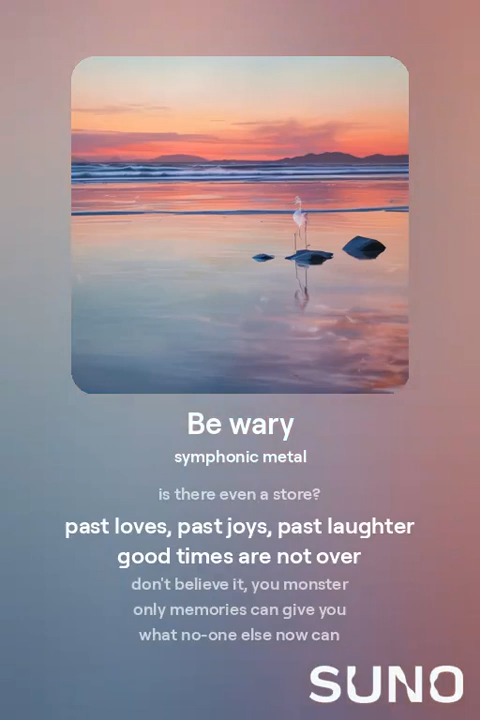 Be wary
symphonic metal
is there even a store?
past loves, past joys, past laughter
good times are not over
don't believe it, you monster
only memories can give you
what no-one else now can
SUNO